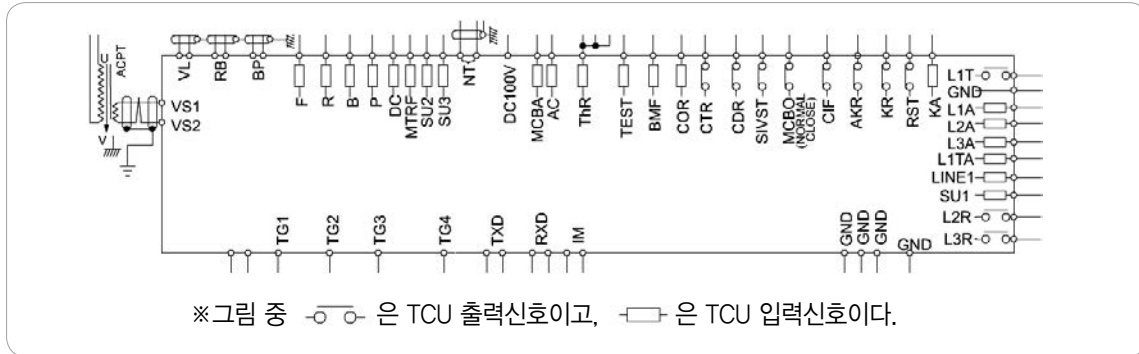 ACPT
U
V
VS1
VS2
VL
RB
BP
F
R
B
P
DC
MTRF
SU2
SU3
NT
DC100V
MCBA
AC
ThR
TEST
BMF
COR
CTR
CDR
SIVST
MCBO
(NORMAL
CLOSE)
CIF
AKR
KR
RST
KA
L1T
GND
L1A
L2A
L3A
L1TA
LINE1
SU1
L2R
L3R
TG1
TG2
TG3
TG4
TXD
RXD
IM
GND
GND
GND
GND
※그림 중 은 TCU 출력신호이고, 은 TCU 입력신호이다.